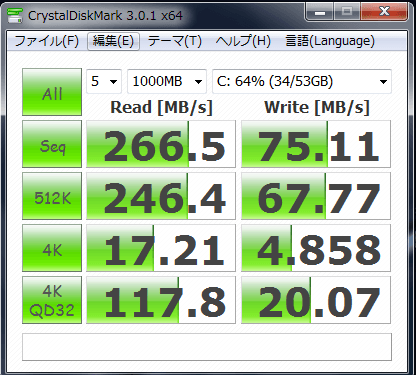 CrystalDiskMark 3.0.1 x64
ファイル(F) 編集(E) テーマ(T) ヘルプ(H) 言語(Language)
All 5 1000MB C: 64% (34/53GB)
Read [MB/s] Write [MB/s]
Seq 266.5 75.11
512K 246.4 67.77
4K 17.21 4.858
4K QD32 117.8 20.07